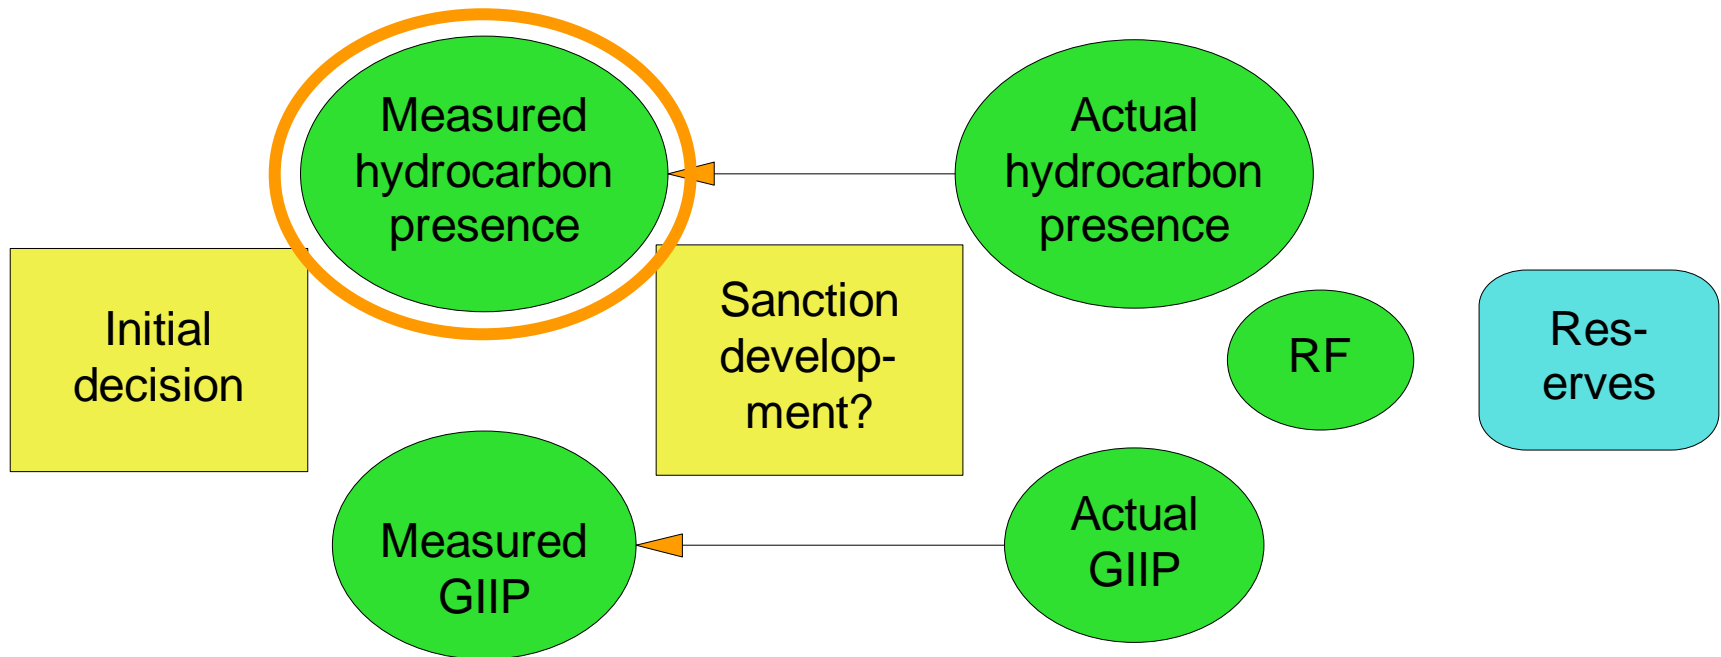 Measured
hydrocarbon
presence
Actual
hydrocarbon
presence
Initial
decision
Sanction
develop-
ment?
RF
Res-
erves
Measured
GIIP
Actual
GIIP